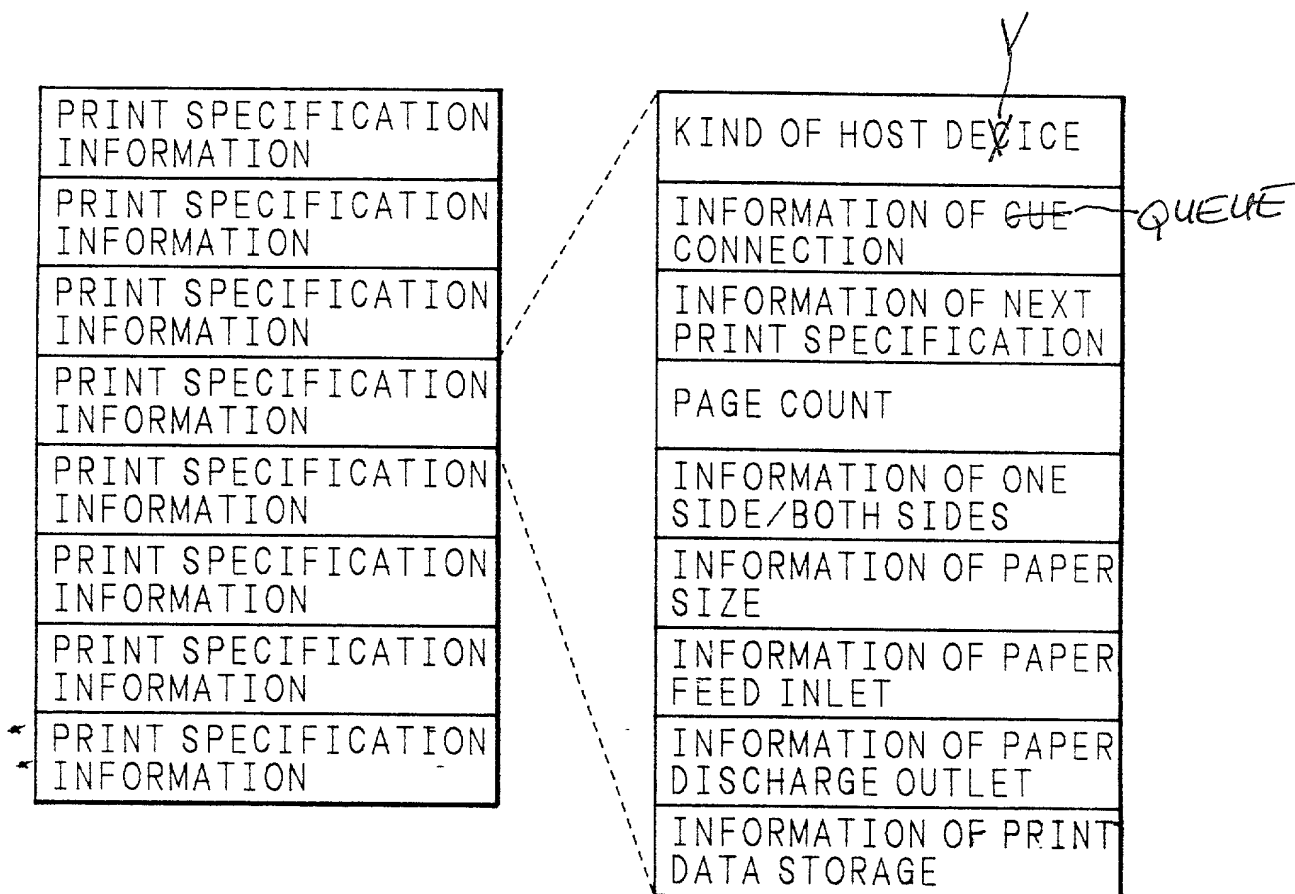 PRINT SPECIFICATION
INFORMATION
PRINT SPECIFICATION
INFORMATION
PRINT SPECIFICATION
INFORMATION
PRINT SPECIFICATION
INFORMATION
PRINT SPECIFICATION
INFORMATION
PRINT SPECIFICATION
INFORMATION
PRINT SPECIFICATION
INFORMATION
PRINT SPECIFICATION
INFORMATION
V
KIND OF HOST DECICE
INFORMATION OF CUE QUEUE
CONNECTION
INFORMATION OF NEXT
PRINT SPECIFICATION
PAGE COUNT
INFORMATION OF ONE
SIDE/BOTH SIDES
INFORMATION OF PAPER
SIZE
INFORMATION OF PAPER
FEED INLET
INFORMATION OF PAPER
DISCHARGE OUTLET
INFORMATION OF PRINT
DATA STORAGE